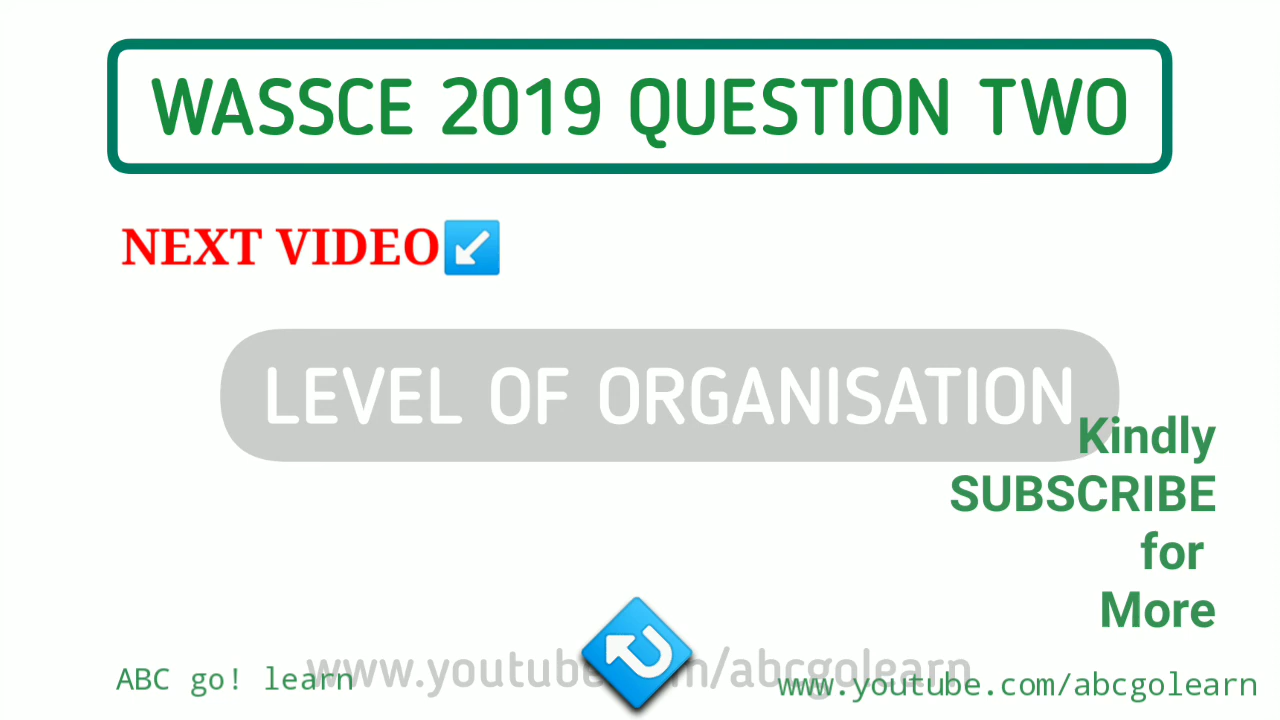 WASSCE 2019 QUESTION TWO
NEXT VIDEO
LEVEL OF ORGANISATION
Kindly
SUBSCRIBE
for
More
ABC go! learn
www.youtube.com/abcgolearn